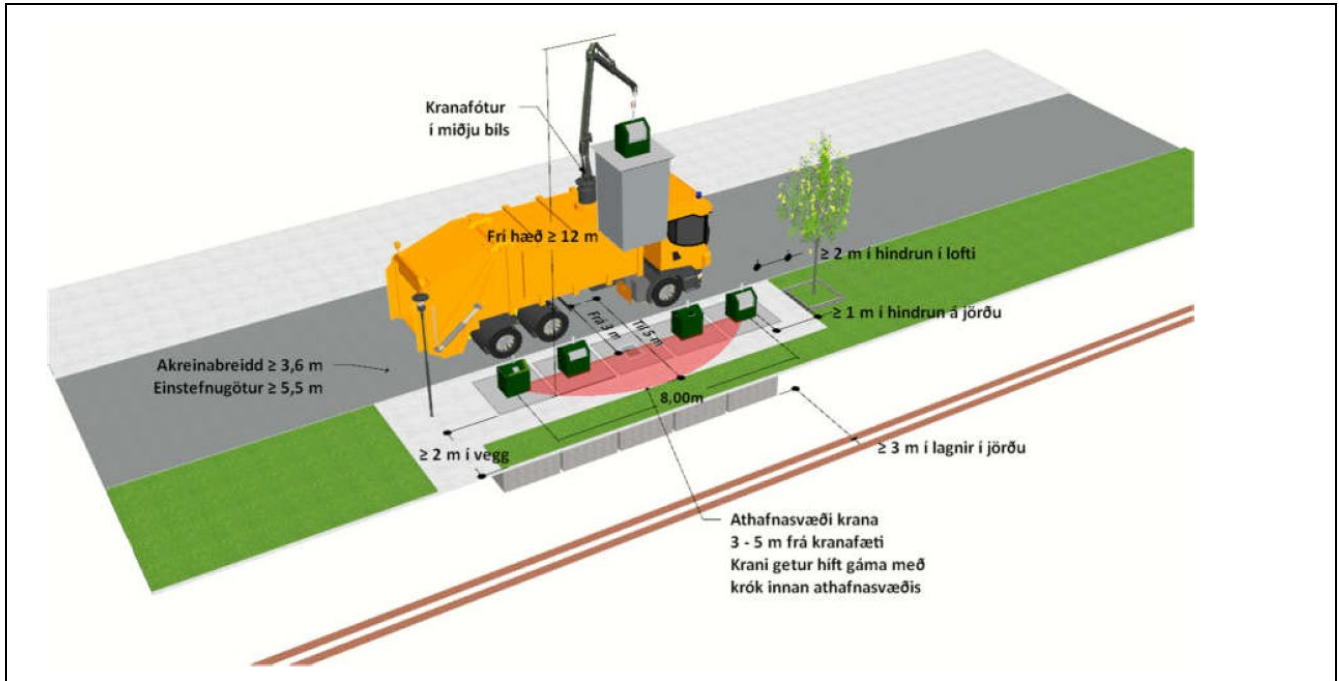 Kranafótur
í miðju bíls
Frí hæð ≥ 12 m
≥ 2 m í hindrun í lofti
≥ 1 m í hindrun á jörðu
Frá 3 m
Til 5 m
Akreinabreidd ≥ 3,6 m
Einstefnugötur ≥ 5,5 m
8,00m
≥ 2 m í vegg
≥ 3 m í lagnir í jörðu
Athafnasvæði krana
3 - 5 m frá kranafæti
Krani getur híft gáma með
krók innan athafnasvæðis